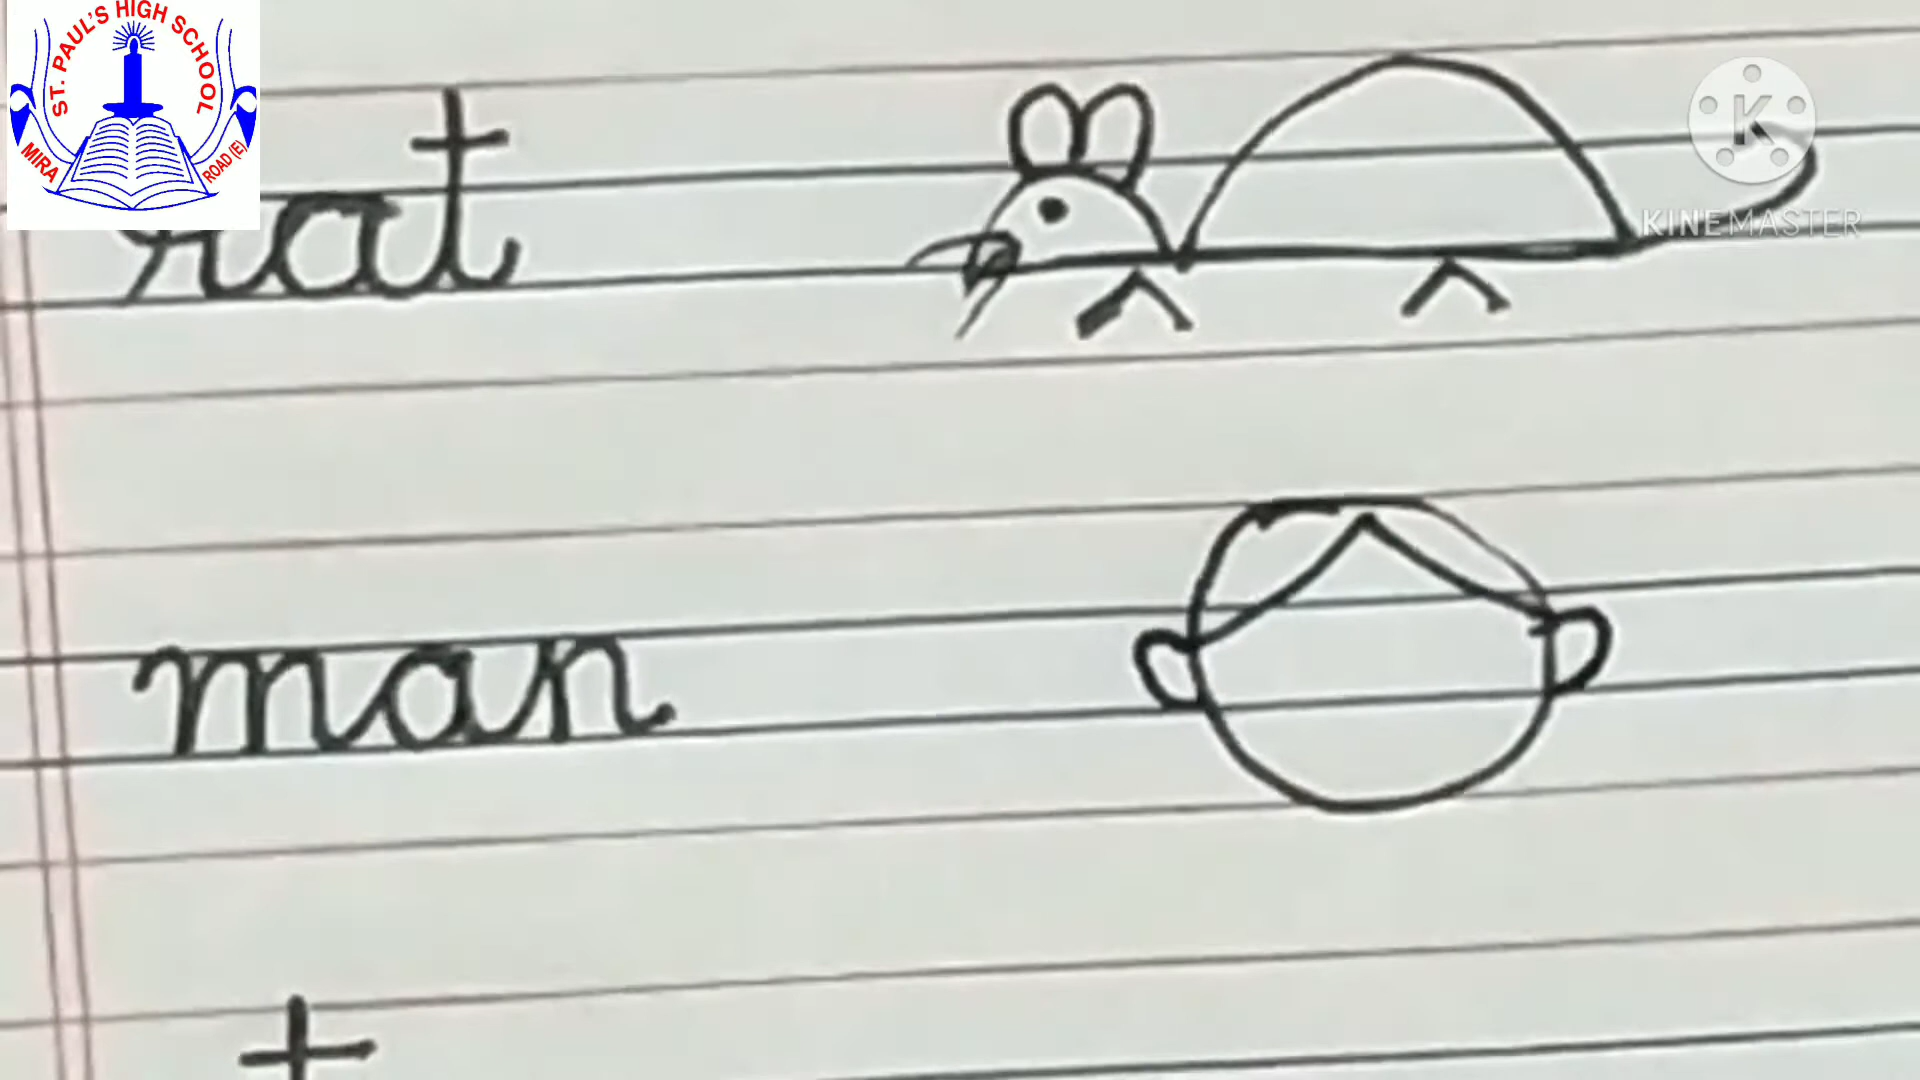 ST. PAUL'S HIGH SCHOOL
MIRA ROAD (E)
K
KINEMASTER
rat
man
t